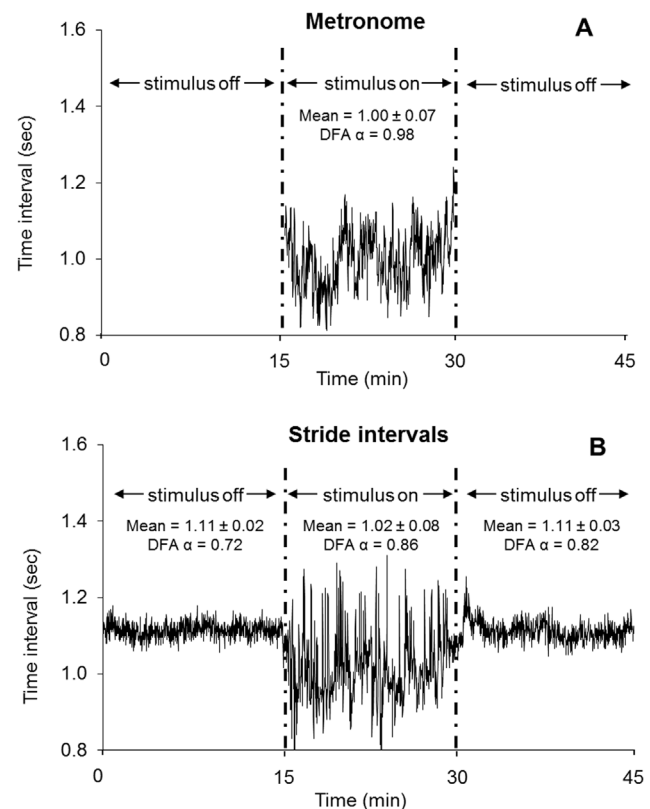 Metronome
A
1.6
1.4
1.2
1.0
0.8
Time interval (sec)
stimulus off
stimulus on
stimulus off
Mean = 1.00 ± 0.07
DFA α = 0.98
0
15
30
45
Time (min)
Stride intervals
B
1.6
1.4
1.2
1.0
0.8
Time interval (sec)
stimulus off
stimulus on
stimulus off
Mean = 1.11 ± 0.02
DFA α = 0.72
Mean = 1.02 ± 0.08
DFA α = 0.86
Mean = 1.11 ± 0.03
DFA α = 0.82
0
15
30
45
Time (min)